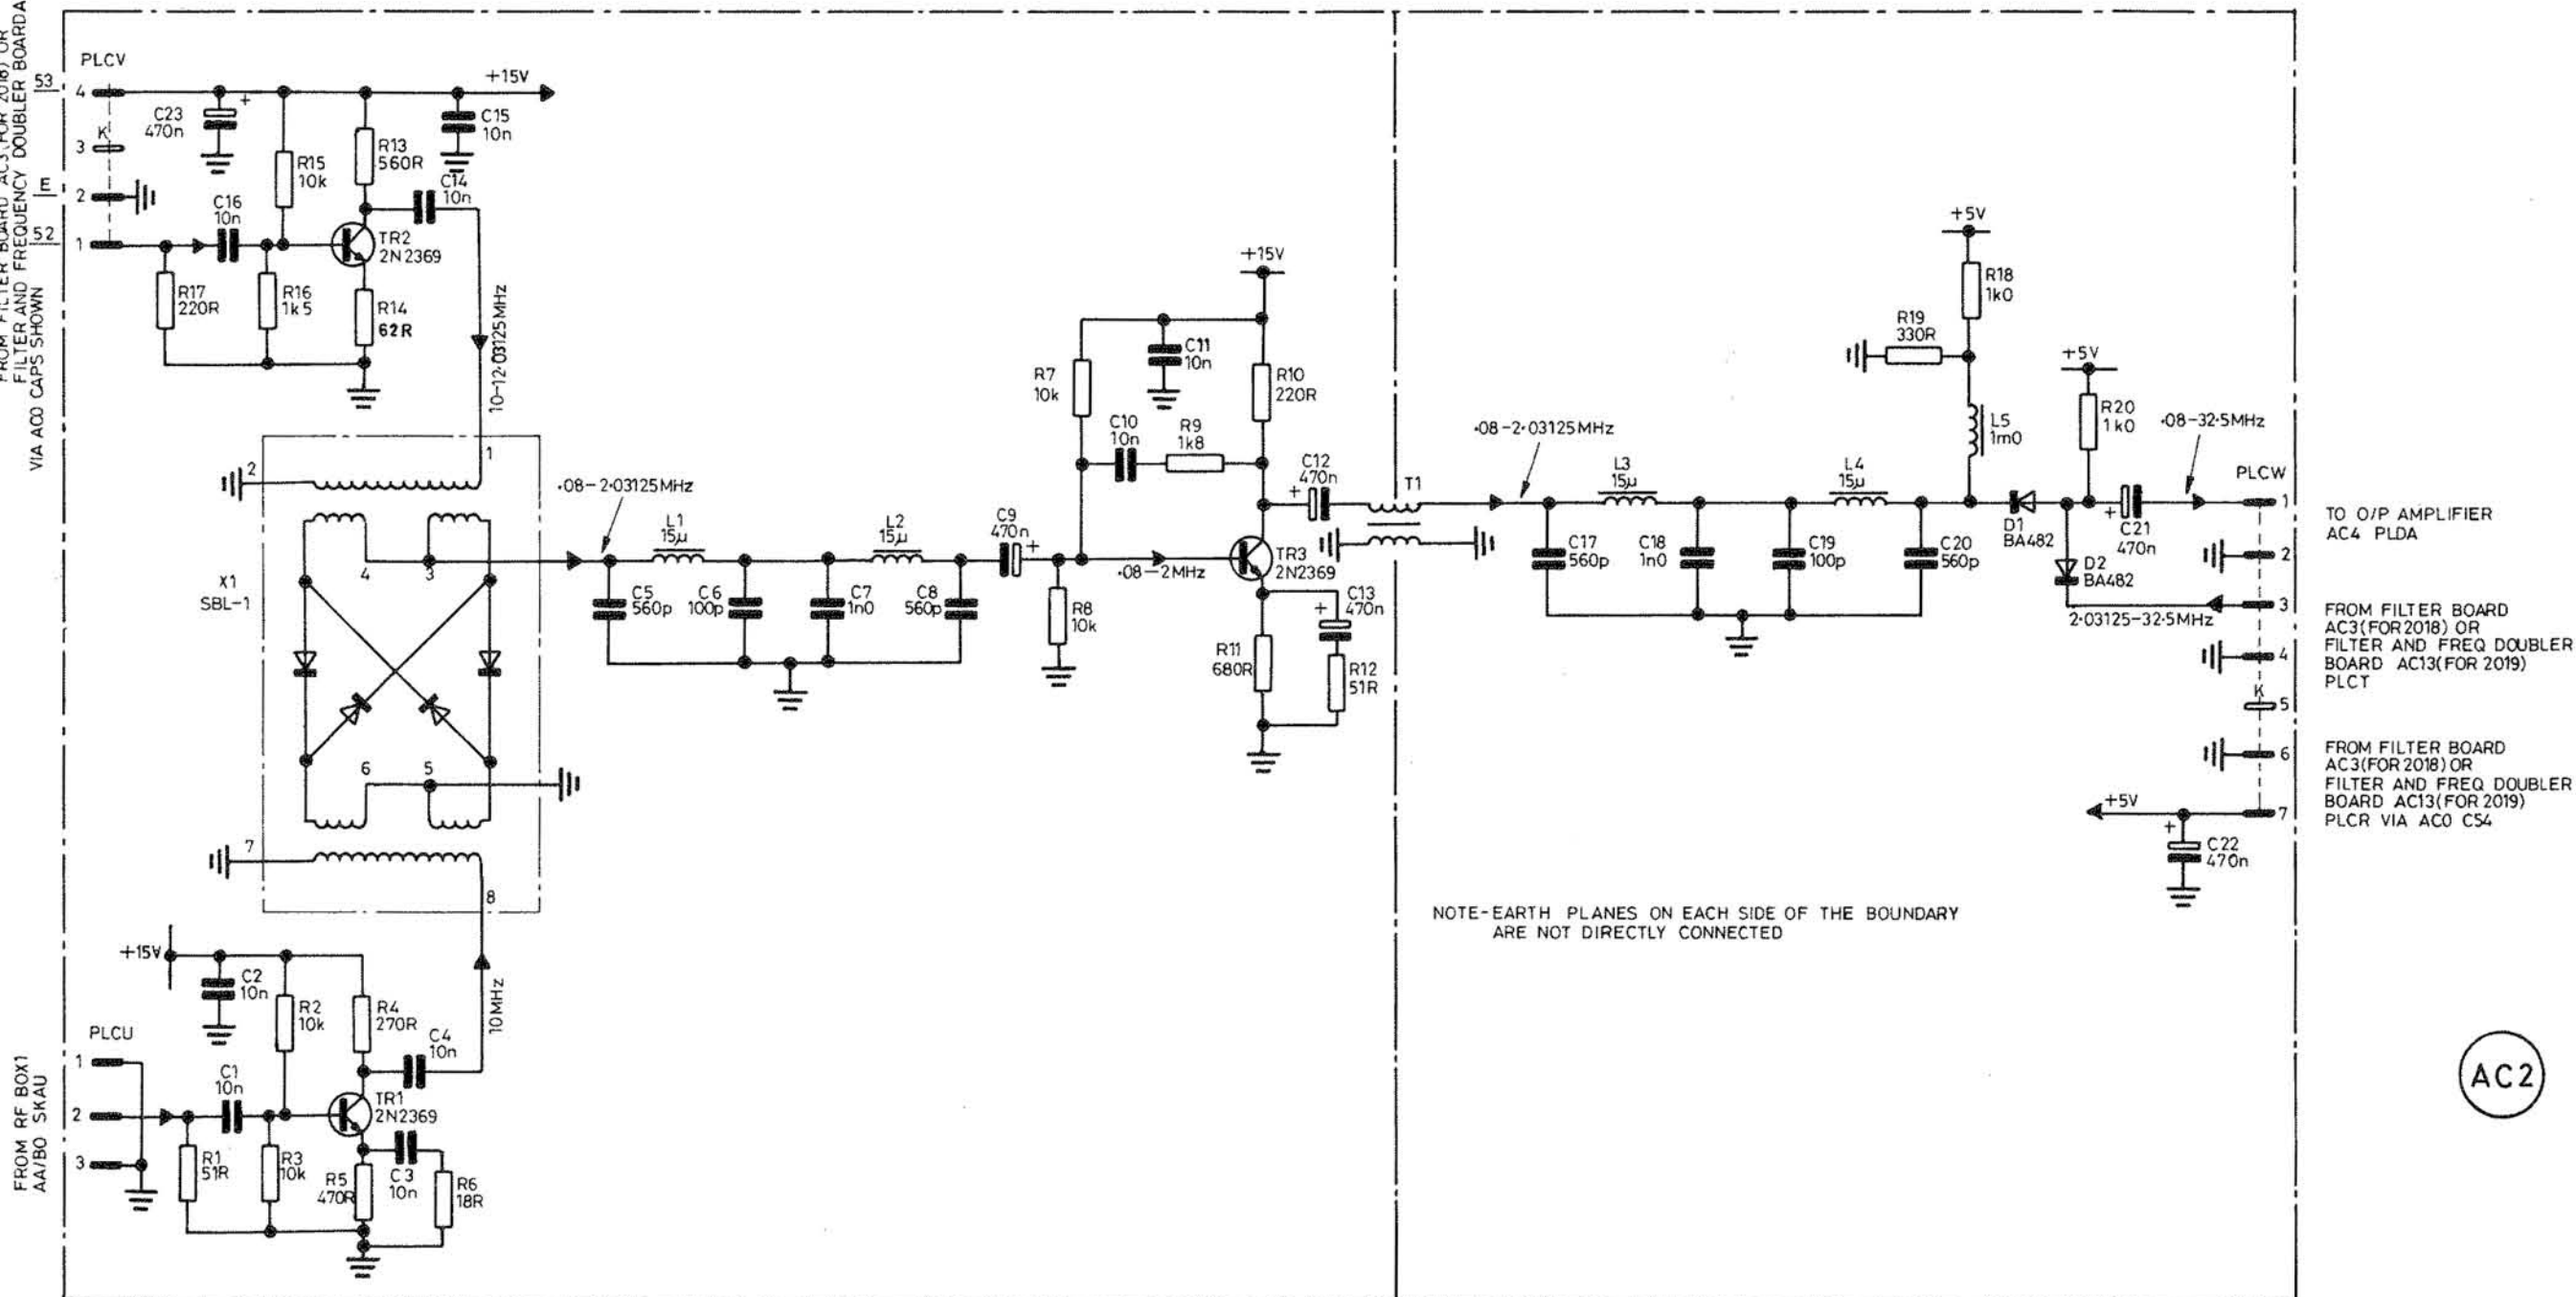 FROM FILTER BOARD AC3 (FOR 2018) OR
FILTER AND FREQUENCY DOUBLER BOARD
VIA AC0 CAPS SHOWN
53
E
52
PLCV
4
3
K
2
1
C23
470n
+
R15
10k
R13
560R
C15
10n
+15V
C14
10n
C16
10n
TR2
2N2369
R17
220R
R16
1k5
R14
62R
10-12·03125MHz
1
2
X1
SBL-1
4
3
6
5
7
8
·08-2·03125MHz
L1
15µ
L2
15µ
C5
560p
C6
100p
C7
1n0
C8
560p
C9
470n
+
R7
10k
C11
10n
+15V
R10
220R
C10
10n
R9
1k8
·08-2MHz
R8
10k
TR3
2N2369
C12
470n
+
C13
470n
+
R11
680R
R12
51R
T1
·08-2·03125MHz
L3
15µ
L4
15µ
C17
560p
C18
1n0
C19
100p
C20
560p
+5V
R18
1k0
R19
330R
L5
1m0
+5V
R20
1k0
D1
BA482
D2
BA482
C21
470n
+
·08-32·5MHz
2·03125-32·5MHz
PLCW
1
2
3
4
K
5
6
7
+5V
+
C22
470n
TO O/P AMPLIFIER
AC4 PLDA
FROM FILTER BOARD
AC3(FOR 2018) OR
FILTER AND FREQ DOUBLER
BOARD AC13(FOR 2019)
PLCT
FROM FILTER BOARD
AC3(FOR 2018) OR
FILTER AND FREQ DOUBLER
BOARD AC13(FOR 2019)
PLCR VIA AC0 C54
NOTE-EARTH PLANES ON EACH SIDE OF THE BOUNDARY
ARE NOT DIRECTLY CONNECTED
+15V
C2
10n
R2
10k
R4
270R
C4
10n
10MHz
PLCU
1
2
3
FROM RF BOX1
AA/B0 SKAU
C1
10n
TR1
2N2369
R1
51R
R3
10k
R5
470R
C3
10n
R6
18R
AC2